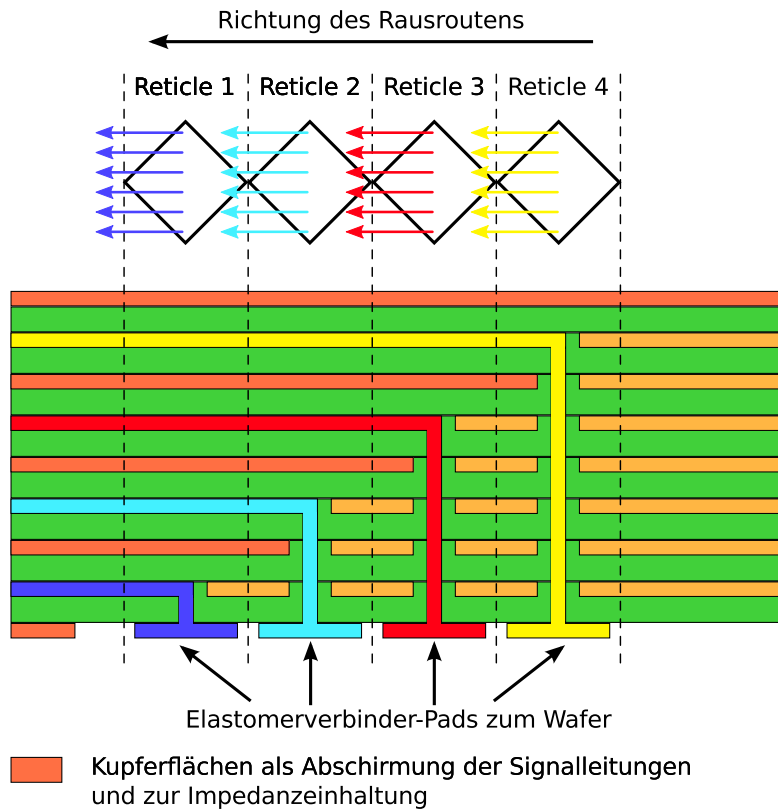 Richtung des Rausroutens
Reticle 1 Reticle 2 Reticle 3 Reticle 4
Elastomerverbinder-Pads zum Wafer
Kupferflächen als Abschirmung der Signalleitungen
und zur Impedanzeinhaltung